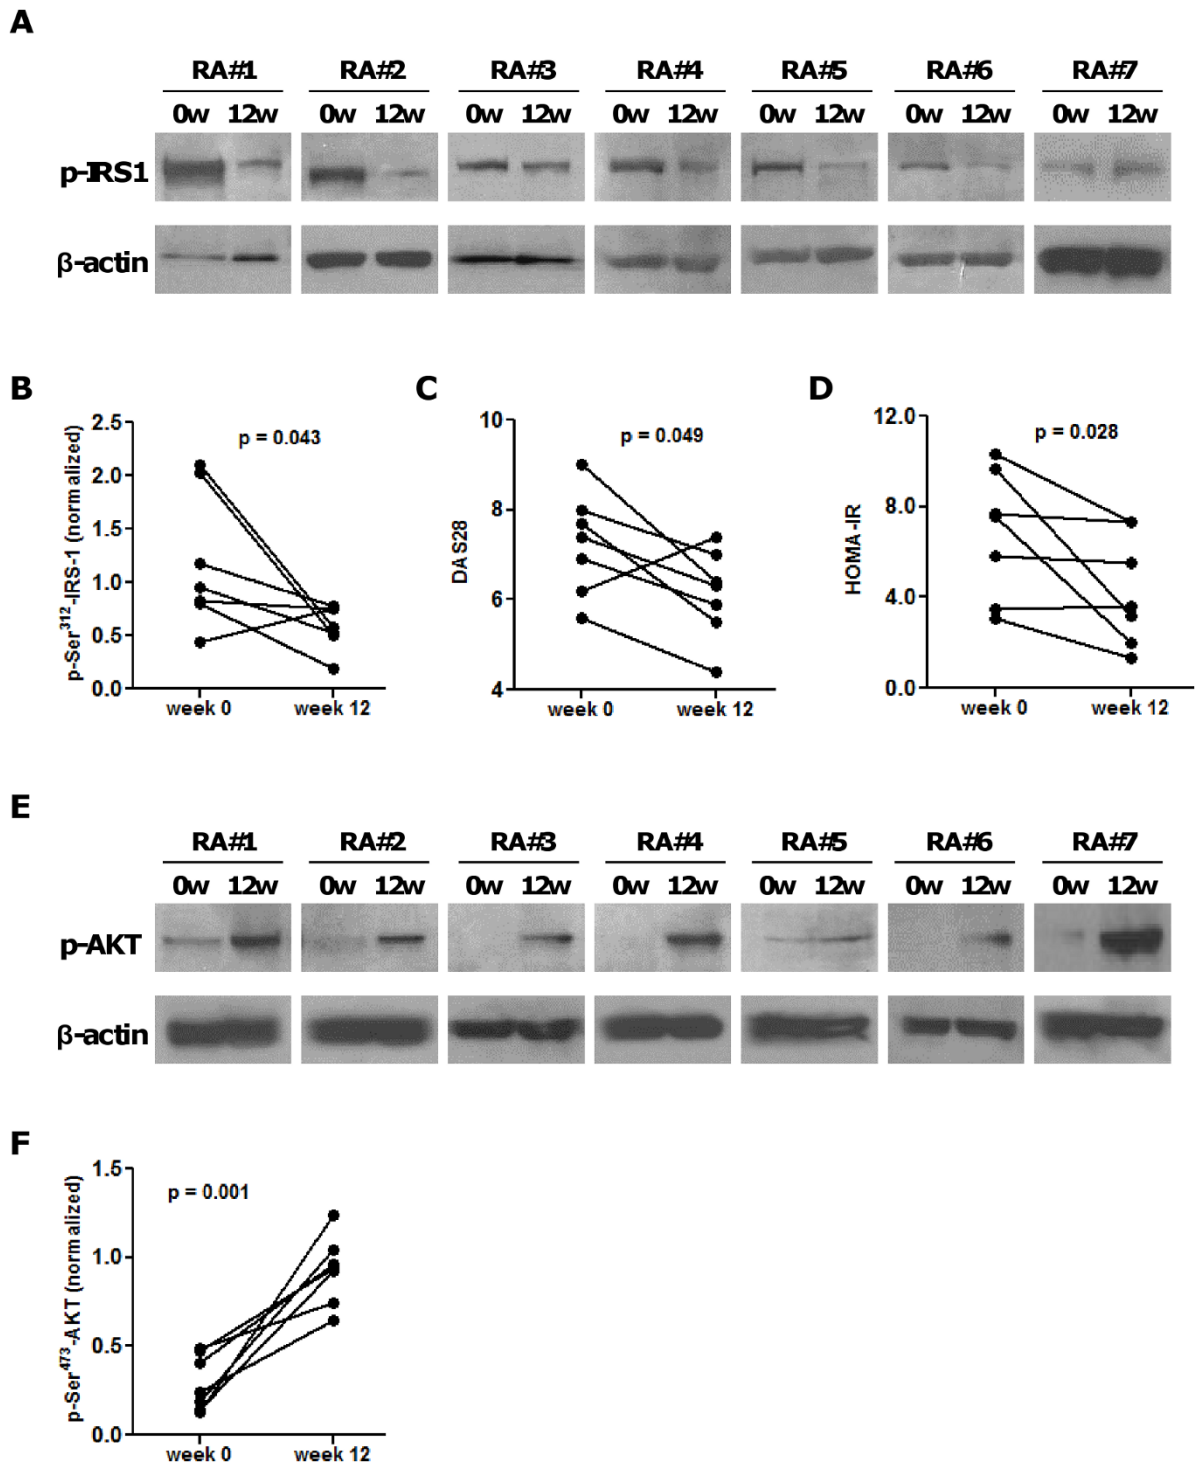 A
RA#1 RA#2 RA#3 RA#4 RA#5 RA#6 RA#7
0w 12w 0w 12w 0w 12w 0w 12w 0w 12w 0w 12w 0w 12w
p-IRS1
β-actin
B
p-Ser³¹²-IRS-1 (normalized)
2.5
2.0
1.5
1.0
0.5
0.0
p = 0.043
week 0 week 12
C
DAS28
10
8
6
4
p = 0.049
week 0 week 12
D
HOMA-IR
12.0
8.0
4.0
0.0
p = 0.028
week 0 week 12
E
RA#1 RA#2 RA#3 RA#4 RA#5 RA#6 RA#7
0w 12w 0w 12w 0w 12w 0w 12w 0w 12w 0w 12w 0w 12w
p-AKT
β-actin
F
p-Ser⁴⁷³-AKT (normalized)
1.5
1.0
0.5
0.0
p = 0.001
week 0 week 12